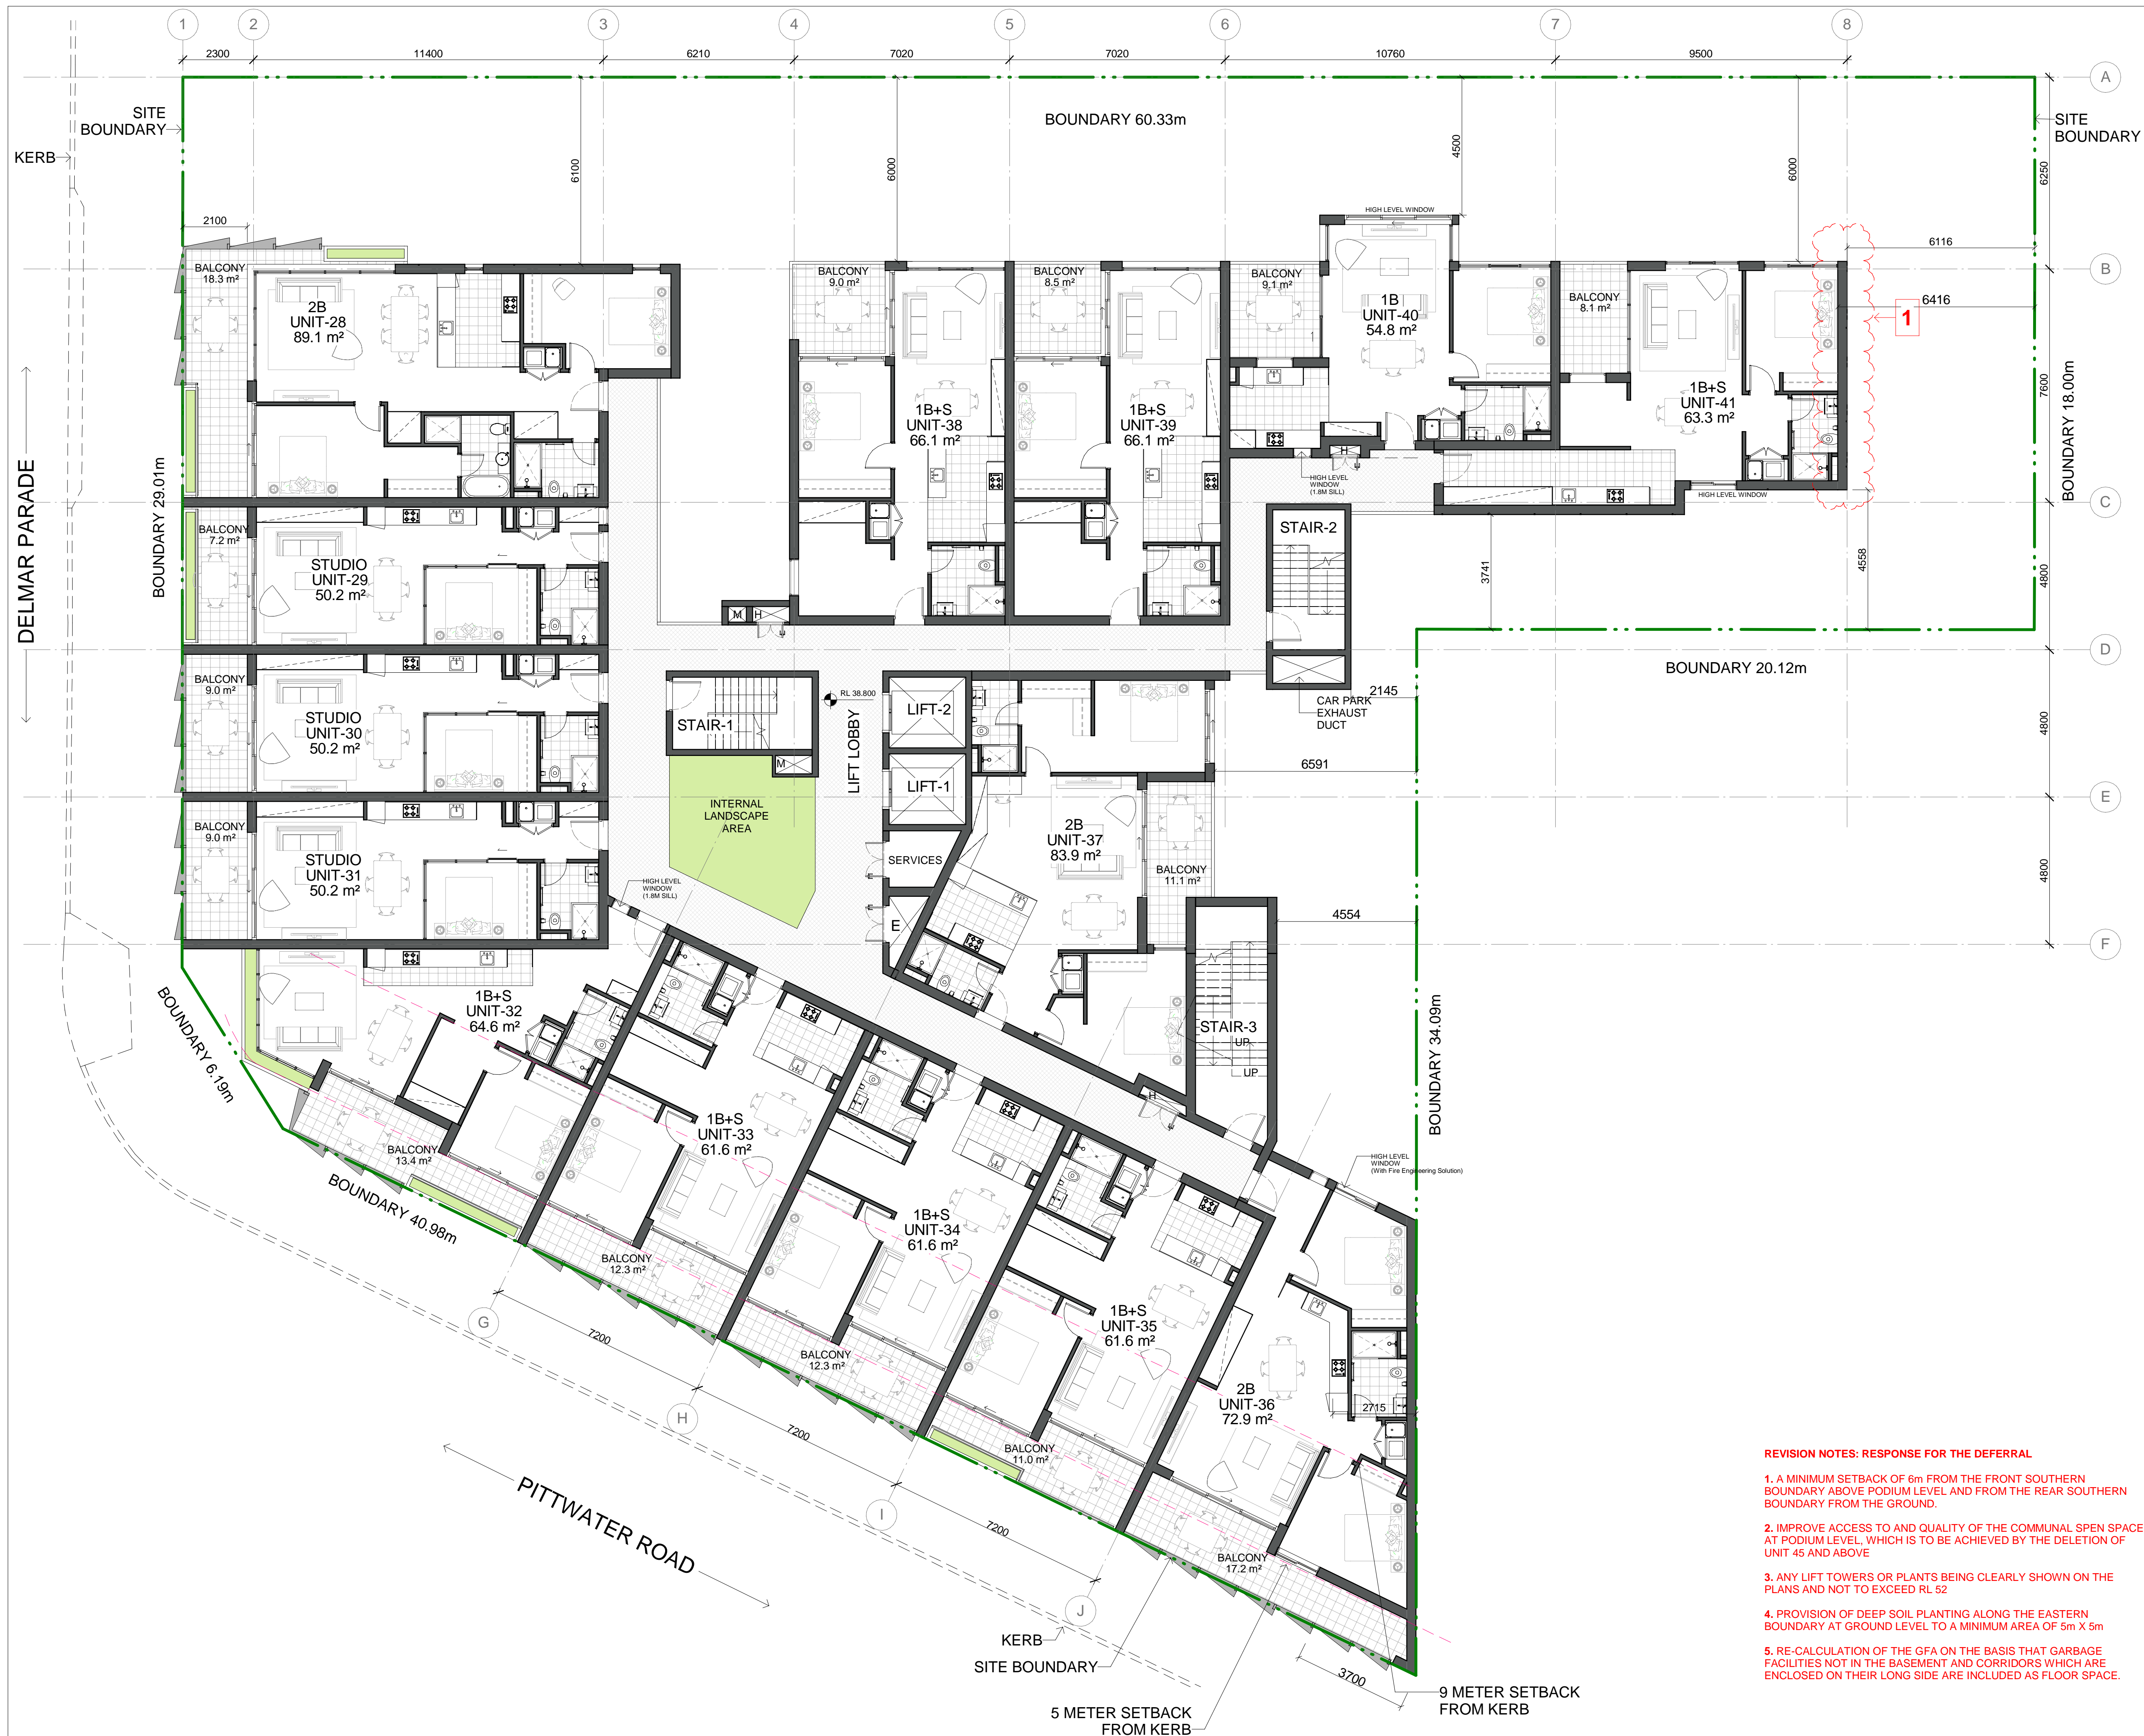 1
2
3
4
5
6
7
8
2300
11400
6210
7020
7020
10760
9500
A
SITE
BOUNDARY
BOUNDARY 60.33m
SITE
BOUNDARY
KERB
6100
6000
4500
6000
6250
2100
HIGH LEVEL WINDOW
6116
B
BALCONY
18.3 m²
2B
UNIT-28
89.1 m²
BALCONY
9.0 m²
BALCONY
8.5 m²
BALCONY
9.1 m²
1B
UNIT-40
54.8 m²
BALCONY
8.1 m²
6416
1
1B+S
UNIT-38
66.1 m²
1B+S
UNIT-39
66.1 m²
1B+S
UNIT-41
63.3 m²
7600
BOUNDARY 18.00m
DELMAR PARADE
BOUNDARY 29.01m
H
HIGH LEVEL
WINDOW
(1.8M SILL)
HIGH LEVEL WINDOW
C
BALCONY
7.2 m²
STUDIO
UNIT-29
50.2 m²
STAIR-2
3741
4558
4800
M
H
D
BALCONY
9.0 m²
STUDIO
UNIT-30
50.2 m²
STAIR-1
RL 38.800
LIFT LOBBY
LIFT-2
CAR PARK
EXHAUST
DUCT
2145
BOUNDARY 20.12m
4800
M
LIFT-1
6591
E
BALCONY
9.0 m²
STUDIO
UNIT-31
50.2 m²
INTERNAL
LANDSCAPE
AREA
SERVICES
2B
UNIT-37
83.9 m²
BALCONY
11.1 m²
4800
HIGH LEVEL
WINDOW
(1.8M SILL)
E
4554
F
BOUNDARY 6.19m
1B+S
UNIT-32
64.6 m²
STAIR-3
UP
UP
BOUNDARY 34.09m
H
1B+S
UNIT-33
61.6 m²
BALCONY
13.4 m²
HIGH LEVEL
WINDOW
(With Fire Engineering Solution)
BOUNDARY 40.98m
1B+S
UNIT-34
61.6 m²
BALCONY
12.3 m²
1B+S
UNIT-35
61.6 m²
G
7200
BALCONY
12.3 m²
2B
UNIT-36
72.9 m²
2715
H
7200
BALCONY
11.0 m²
I
7200
PITTWATER ROAD
BALCONY
17.2 m²
J
KERB
SITE BOUNDARY
3700
5 METER SETBACK
FROM KERB
9 METER SETBACK
FROM KERB
REVISION NOTES: RESPONSE FOR THE DEFERRAL
1. A MINIMUM SETBACK OF 6m FROM THE FRONT SOUTHERN
BOUNDARY ABOVE PODIUM LEVEL AND FROM THE REAR SOUTHERN
BOUNDARY FROM THE GROUND.
2. IMPROVE ACCESS TO AND QUALITY OF THE COMMUNAL SPEN SPACE
AT PODIUM LEVEL, WHICH IS TO BE ACHIEVED BY THE DELETION OF
UNIT 45 AND ABOVE
3. ANY LIFT TOWERS OR PLANTS BEING CLEARLY SHOWN ON THE
PLANS AND NOT TO EXCEED RL 52
4. PROVISION OF DEEP SOIL PLANTING ALONG THE EASTERN
BOUNDARY AT GROUND LEVEL TO A MINIMUM AREA OF 5m X 5m
5. RE-CALCULATION OF THE GFA ON THE BASIS THAT GARBAGE
FACILITIES NOT IN THE BASEMENT AND CORRIDORS WHICH ARE
ENCLOSED ON THEIR LONG SIDE ARE INCLUDED AS FLOOR SPACE.